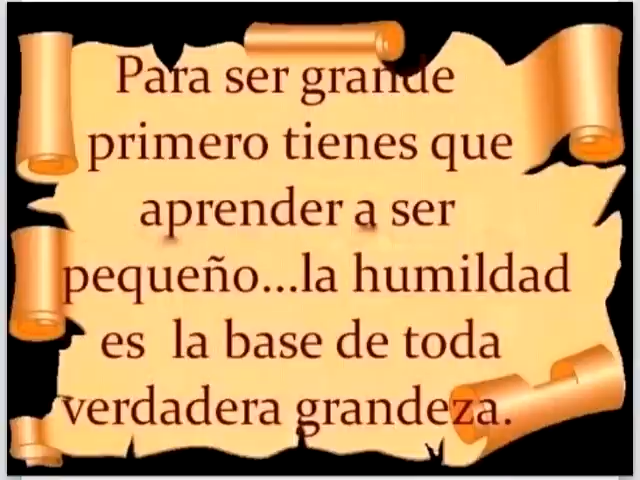 Para ser grande
primero tienes que
aprender a ser
pequeño...la humildad
es la base de toda
verdadera grandeza.